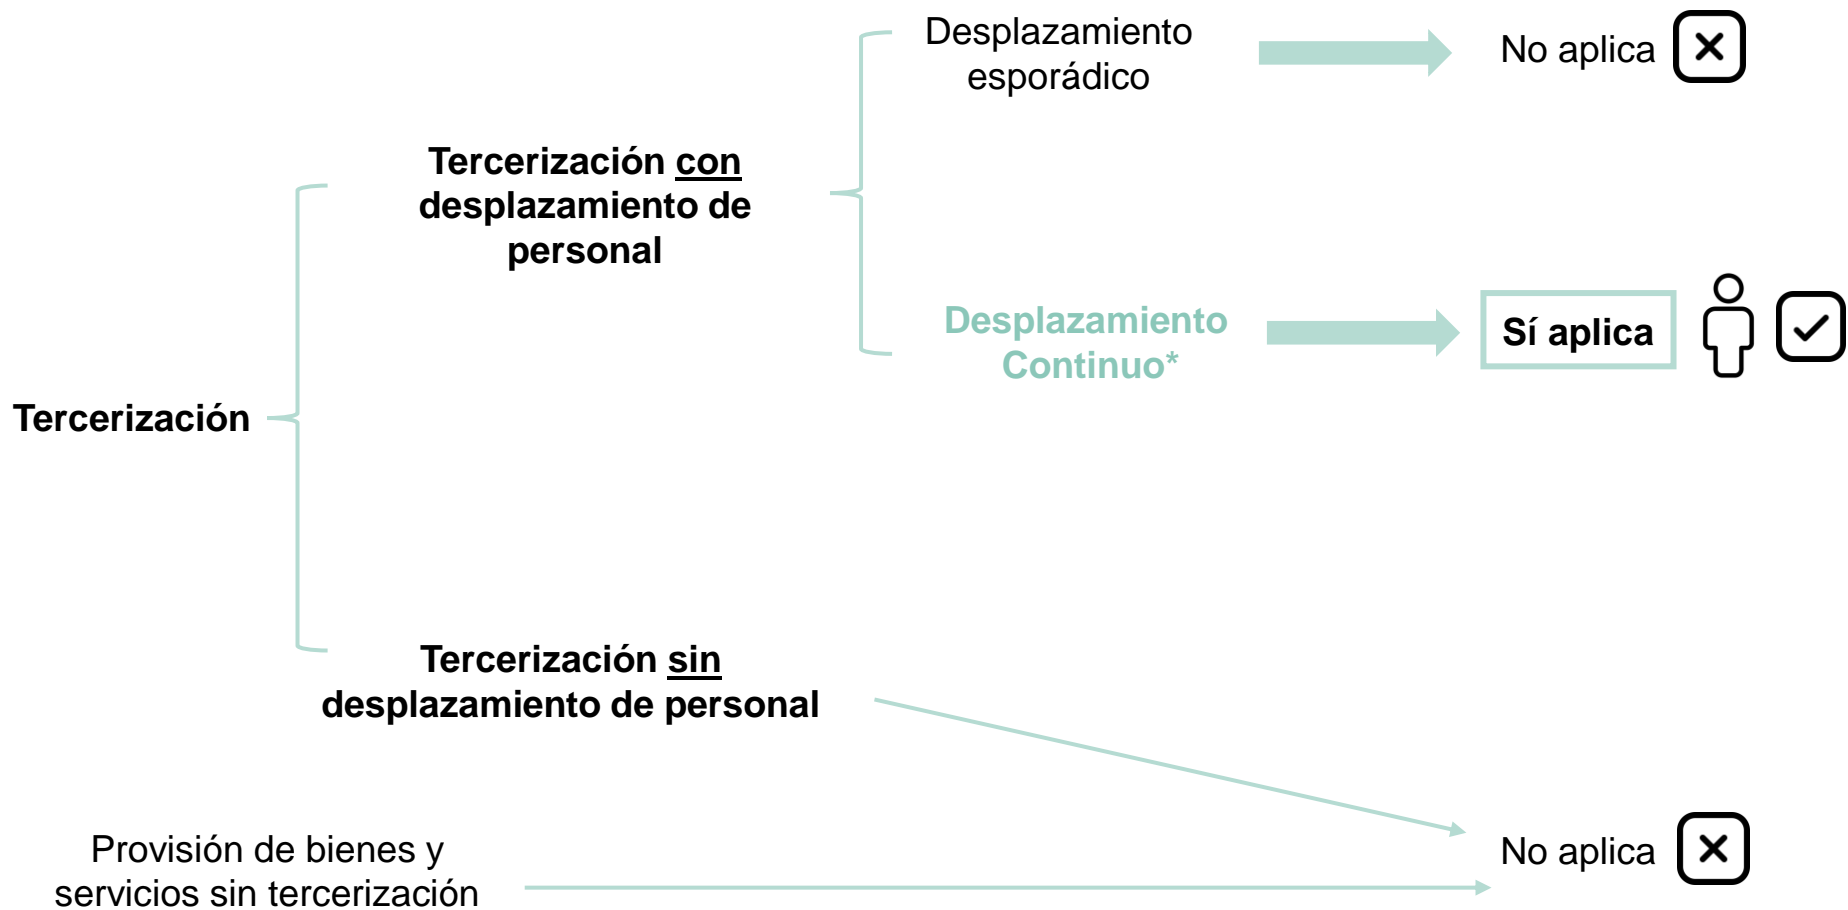 Desplazamiento
esporádico
No aplica
Tercerización con
desplazamiento de
personal
Desplazamiento
Continuo*
Sí aplica
Tercerización
Tercerización sin
desplazamiento de personal
Provisión de bienes y
servicios sin tercerización
No aplica